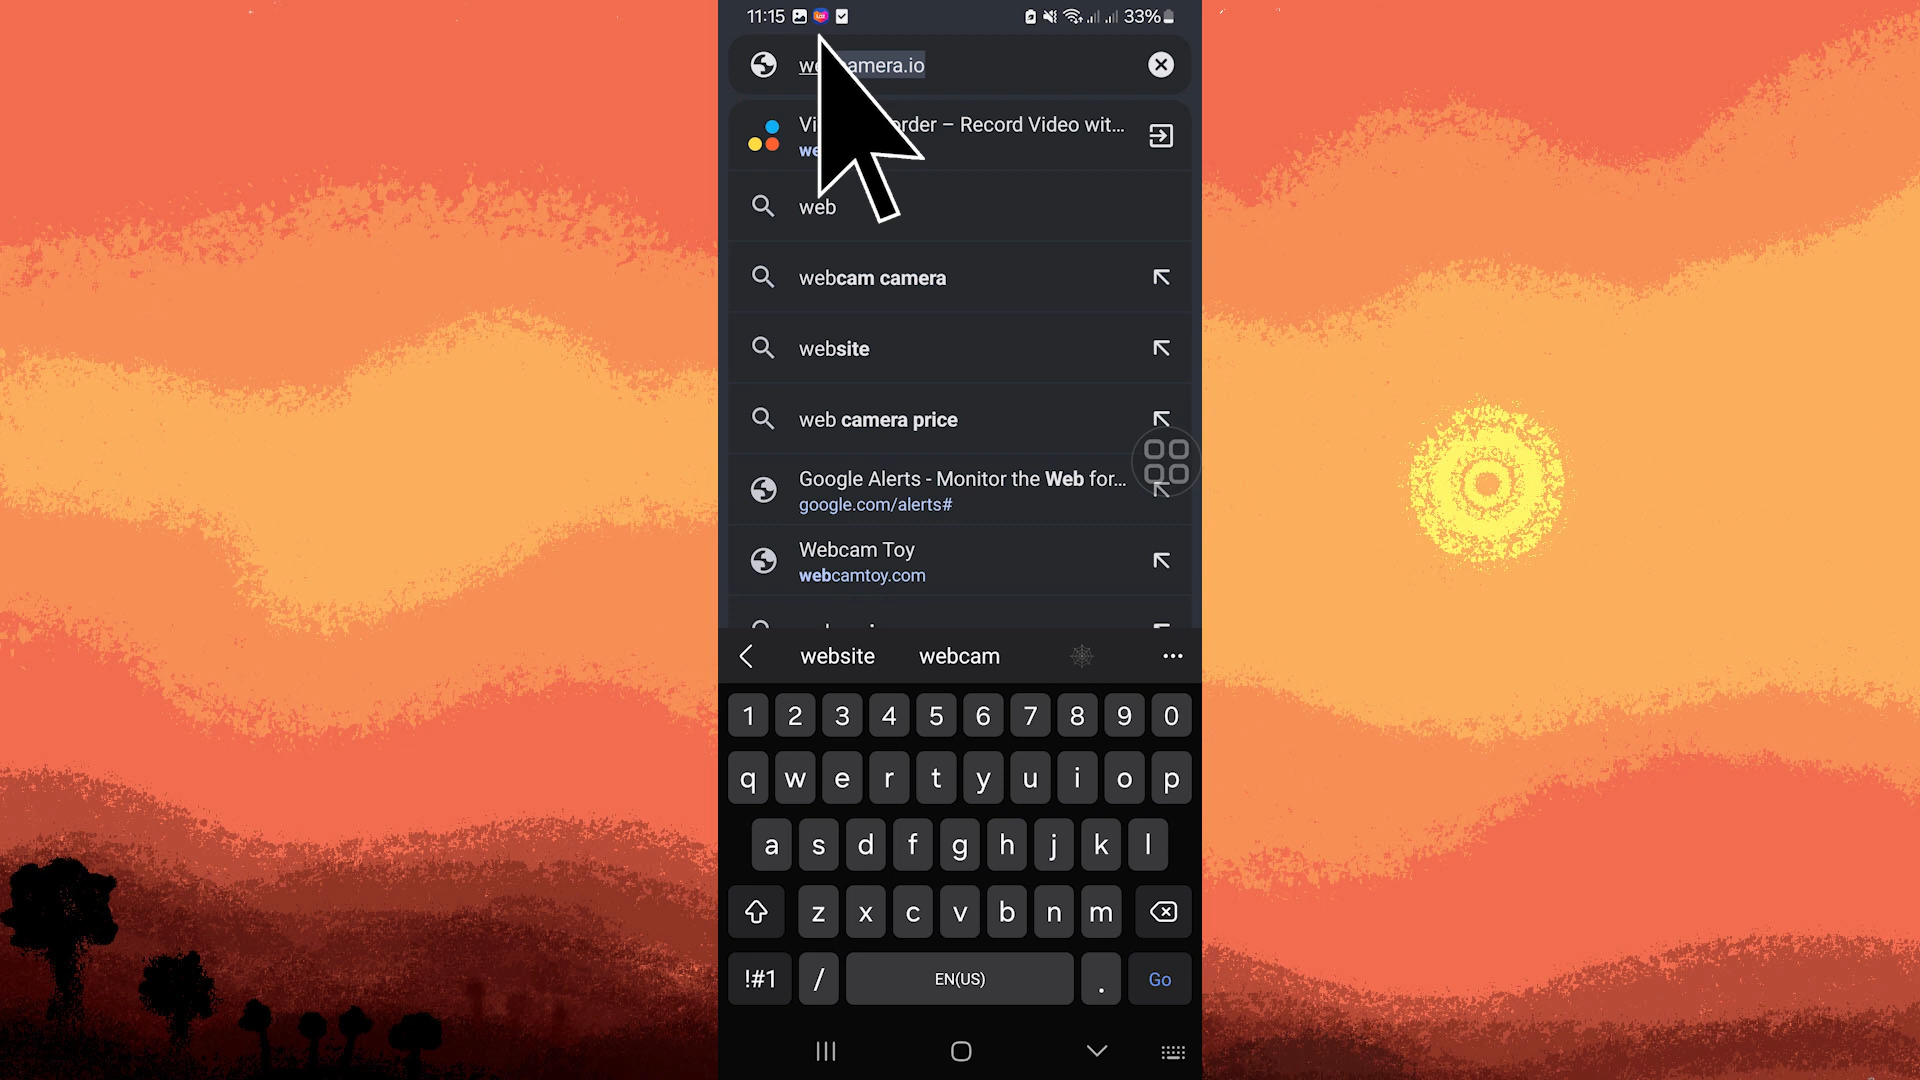 11:15 33%
amera.io
order – Record Video wit...
web
webcam camera
website
web camera price
Google Alerts - Monitor the Web for...
google.com/alerts#
Webcam Toy
webcamtoy.com
website webcam
1 2 3 4 5 6 7 8 9 0
q w e r t y u i o p
a s d f g h j k l
z x c v b n m
!#1 / EN(US) . Go